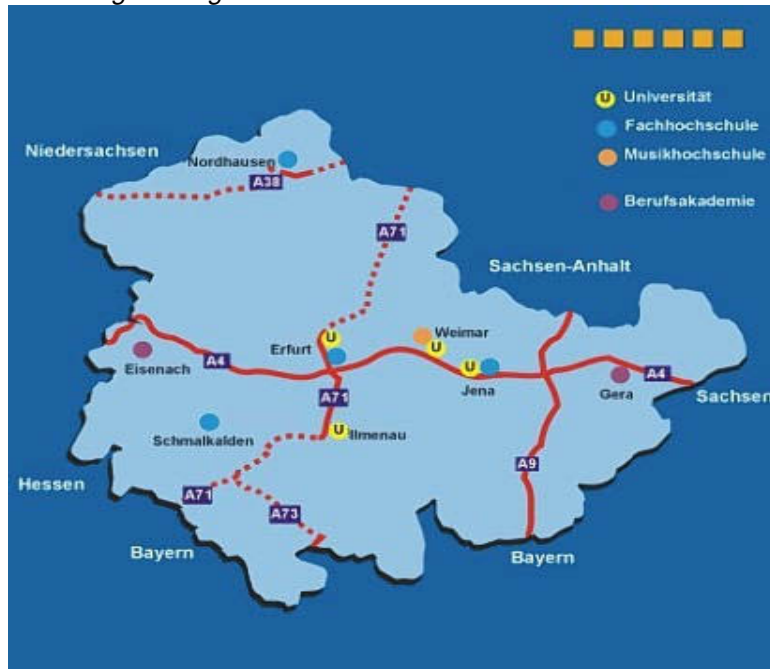 U Universität
Fachhochschule
Musikhochschule
Berufsakademie
Niedersachsen
Nordhausen
A38
A71
Sachsen-Anhalt
U
Weimar
Erfurt
U
Eisenach
A4
U
Jena
A4
Gera
A71
Sachsen
Schmalkalden
U Ilmenau
A9
Hessen
A71
A73
Bayern
Bayern